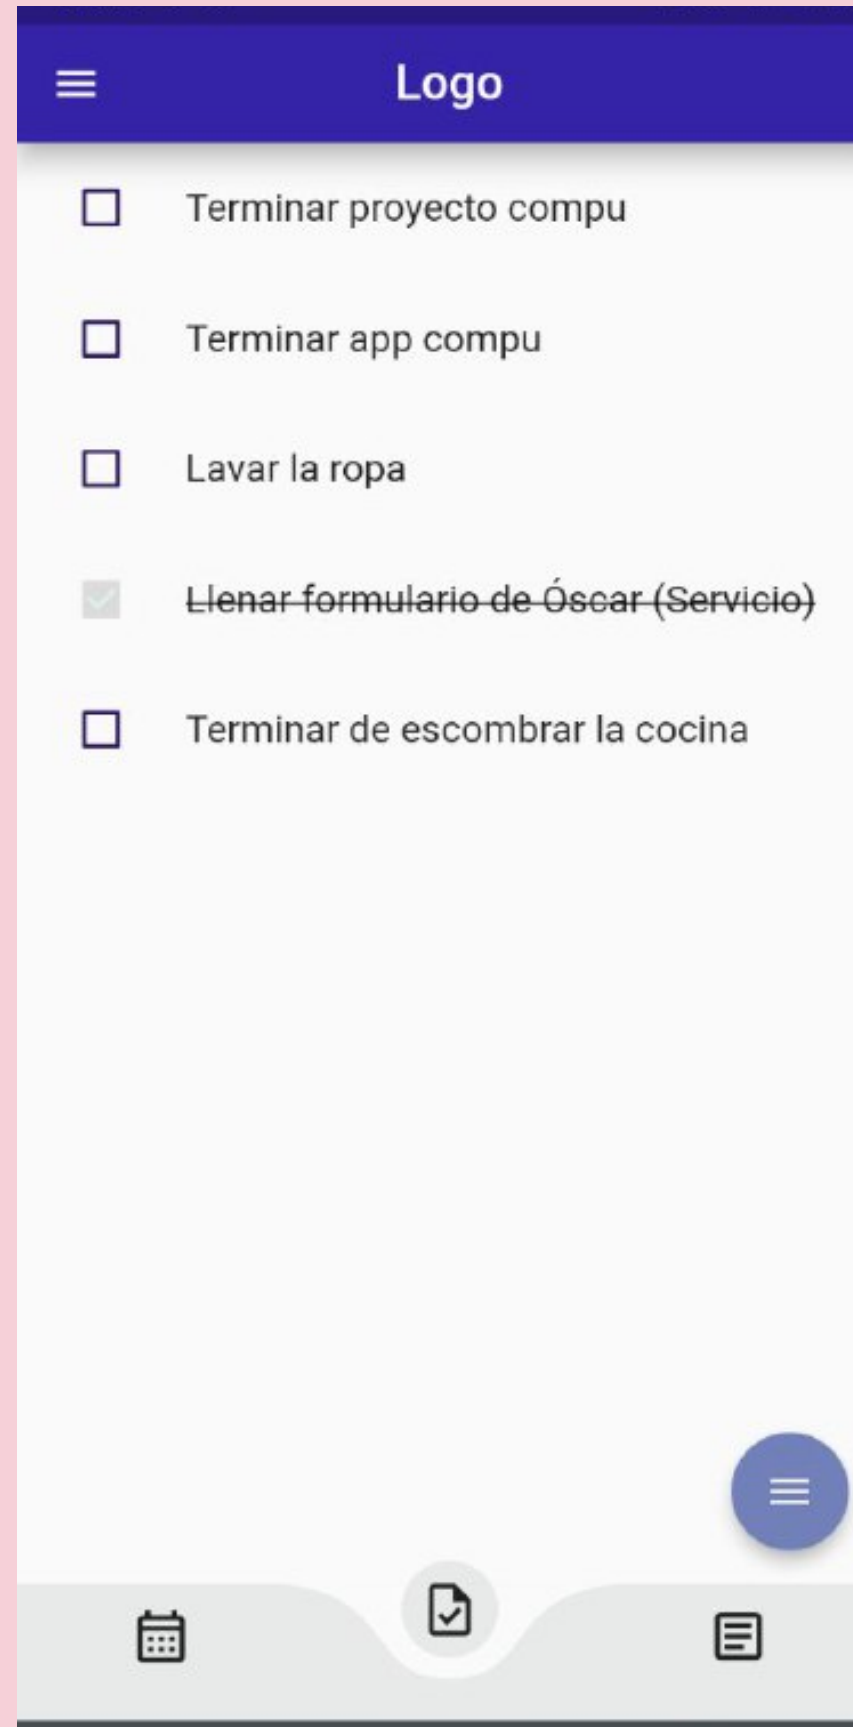 Logo
Terminar proyecto compu
Terminar app compu
Lavar la ropa
Llenar formulario de Óscar (Servicio)
Terminar de escombrar la cocina